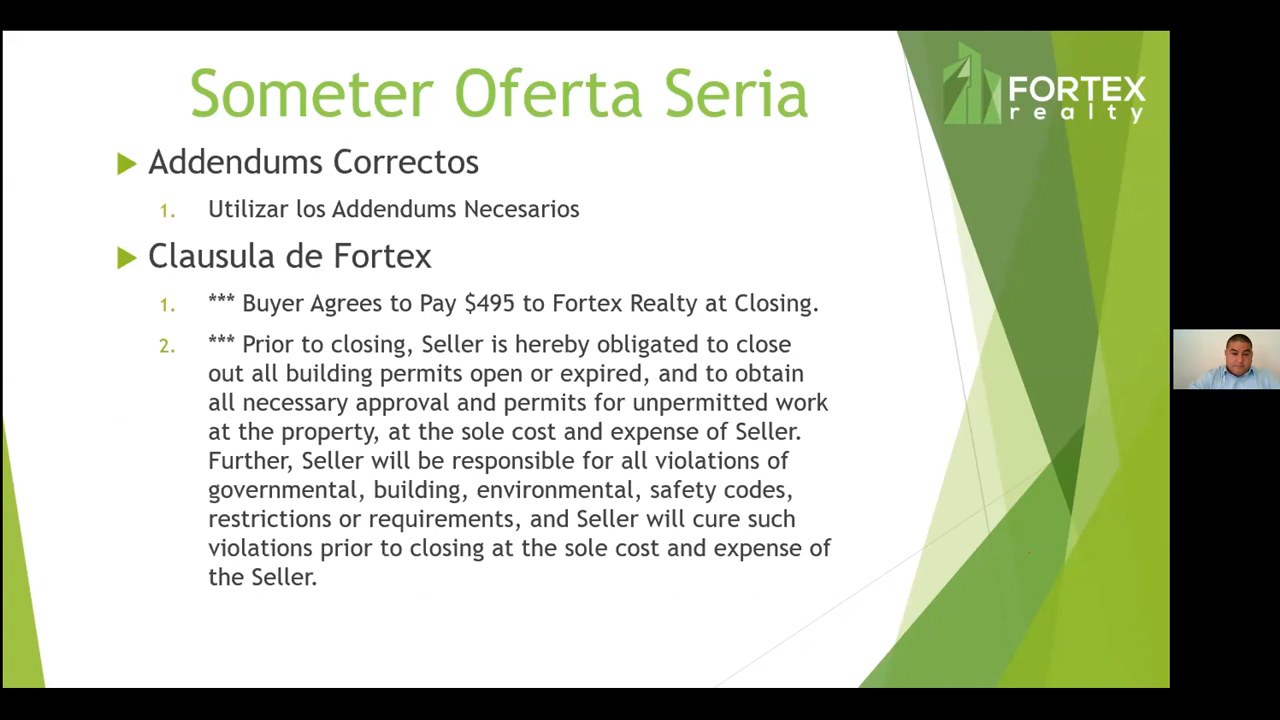 Someter Oferta Seria
FORTEX
realty
Addendums Correctos
1. Utilizar los Addendums Necesarios
Clausula de Fortex
1. *** Buyer Agrees to Pay $495 to Fortex Realty at Closing.
2. *** Prior to closing, Seller is hereby obligated to close
out all building permits open or expired, and to obtain
all necessary approval and permits for unpermitted work
at the property, at the sole cost and expense of Seller.
Further, Seller will be responsible for all violations of
governmental, building, environmental, safety codes,
restrictions or requirements, and Seller will cure such
violations prior to closing at the sole cost and expense of
the Seller.